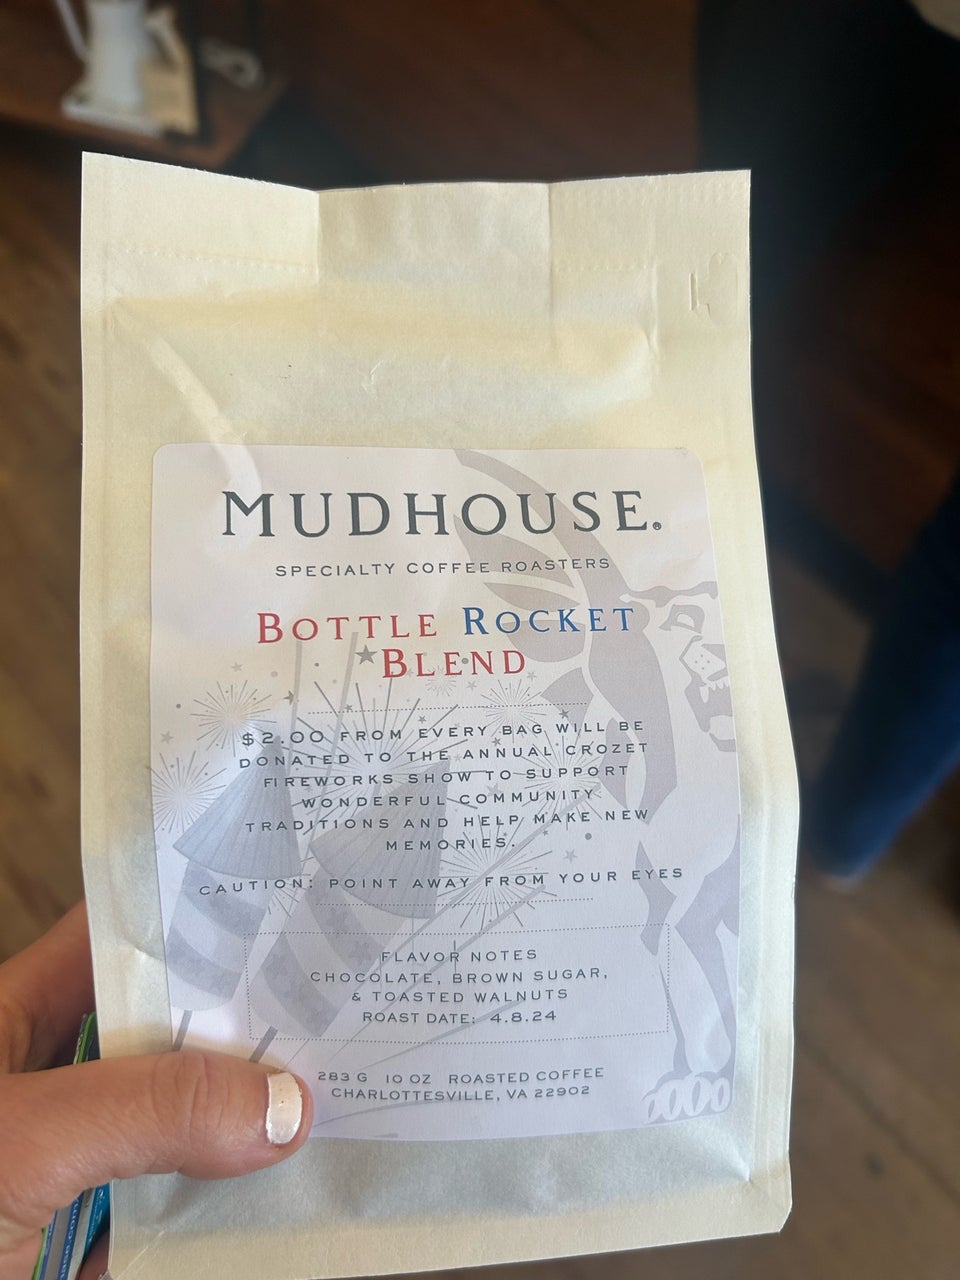 MUDHOUSE®
SPECIALTY COFFEE ROASTERS
BOTTLE ROCKET
BLEND
$2.00 FROM EVERY BAG WILL BE
DONATED TO THE ANNUAL CROZET
FIREWORKS SHOW TO SUPPORT
WONDERFUL COMMUNITY
TRADITIONS AND HELP MAKE NEW
MEMORIES.
CAUTION: POINT AWAY FROM YOUR EYES
FLAVOR NOTES
CHOCOLATE, BROWN SUGAR,
& TOASTED WALNUTS
ROAST DATE: 4.8.24
283 G 10 OZ ROASTED COFFEE
CHARLOTTESVILLE, VA 22902